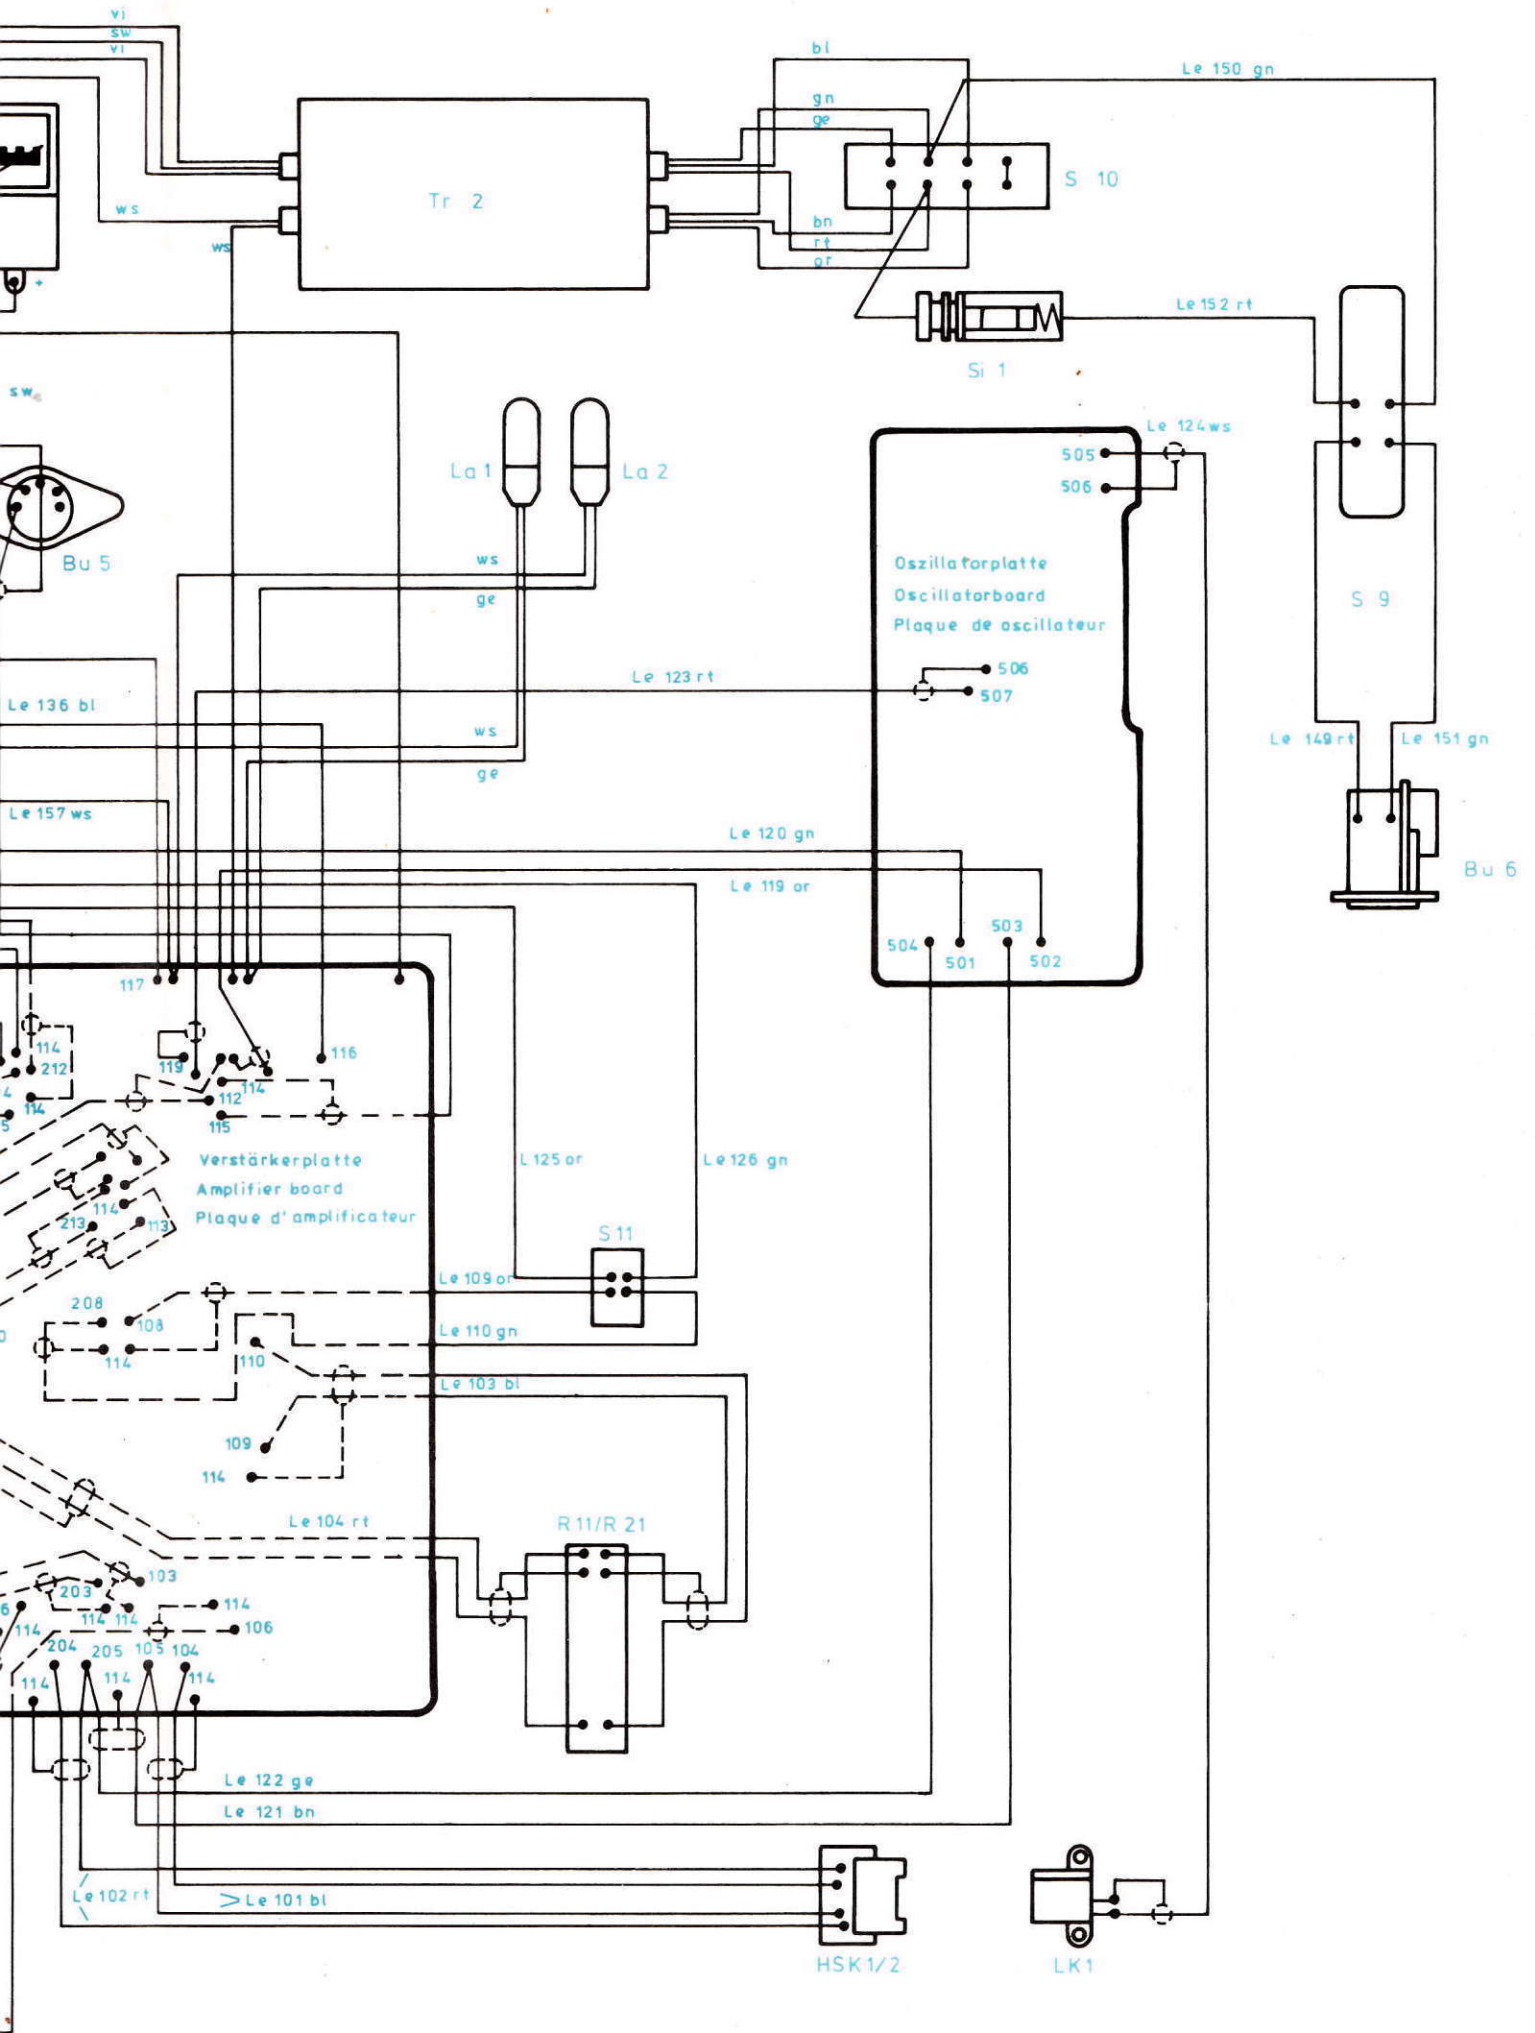 vi
sw
vi
bl
Le 150 gn
gn
ge
S 10
Tr 2
ws
bn
ws
rt
or
+
Le 152 rt
Si 1
sw
Le 124 ws
La 1
La 2
505
506
Bu 5
ws
Oszillatorplatte
ge
Oscillatorboard
S 9
Plaque de oscillateur
506
Le 123 rt
507
Le 136 bl
ws
Le 149 rt
Le 151 gn
ge
Le 157 ws
Le 120 gn
Bu 6
Le 119 or
503
504
501
502
117
114
116
212
119
114
114
112
115
Verstärkerplatte
L 125 or
Le 126 gn
Amplifier board
114
Plaque d'amplificateur
213
113
S 11
Le 109 or
208
108
Le 110 gn
114
110
Le 103 bl
109
114
Le 104 rt
R 11/R 21
103
203
114
114
114
114
106
204
205
105
104
114
114
114
Le 122 ge
Le 121 bn
Le 102 rt
Le 101 bl
HSK 1/2
LK1